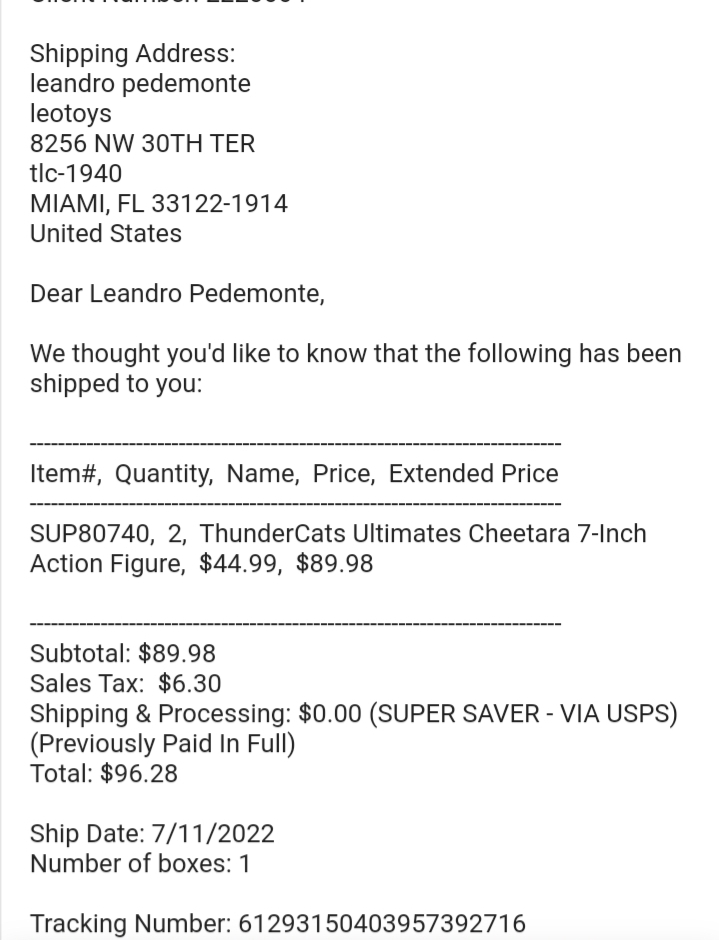 Shipping Address:
leandro pedemonte
leotoys
8256 NW 30TH TER
tlc-1940
MIAMI, FL 33122-1914
United States
Dear Leandro Pedemonte,
We thought you'd like to know that the following has been
shipped to you:
----------------------------------------------------------------------------
Item#,  Quantity,  Name,  Price,  Extended Price
----------------------------------------------------------------------------
SUP80740,  2,  ThunderCats Ultimates Cheetara 7-Inch
Action Figure,  $44.99,  $89.98
----------------------------------------------------------------------------
Subtotal: $89.98
Sales Tax:  $6.30
Shipping & Processing: $0.00 (SUPER SAVER - VIA USPS)
(Previously Paid In Full)
Total: $96.28
Ship Date: 7/11/2022
Number of boxes: 1
Tracking Number: 61293150403957392716